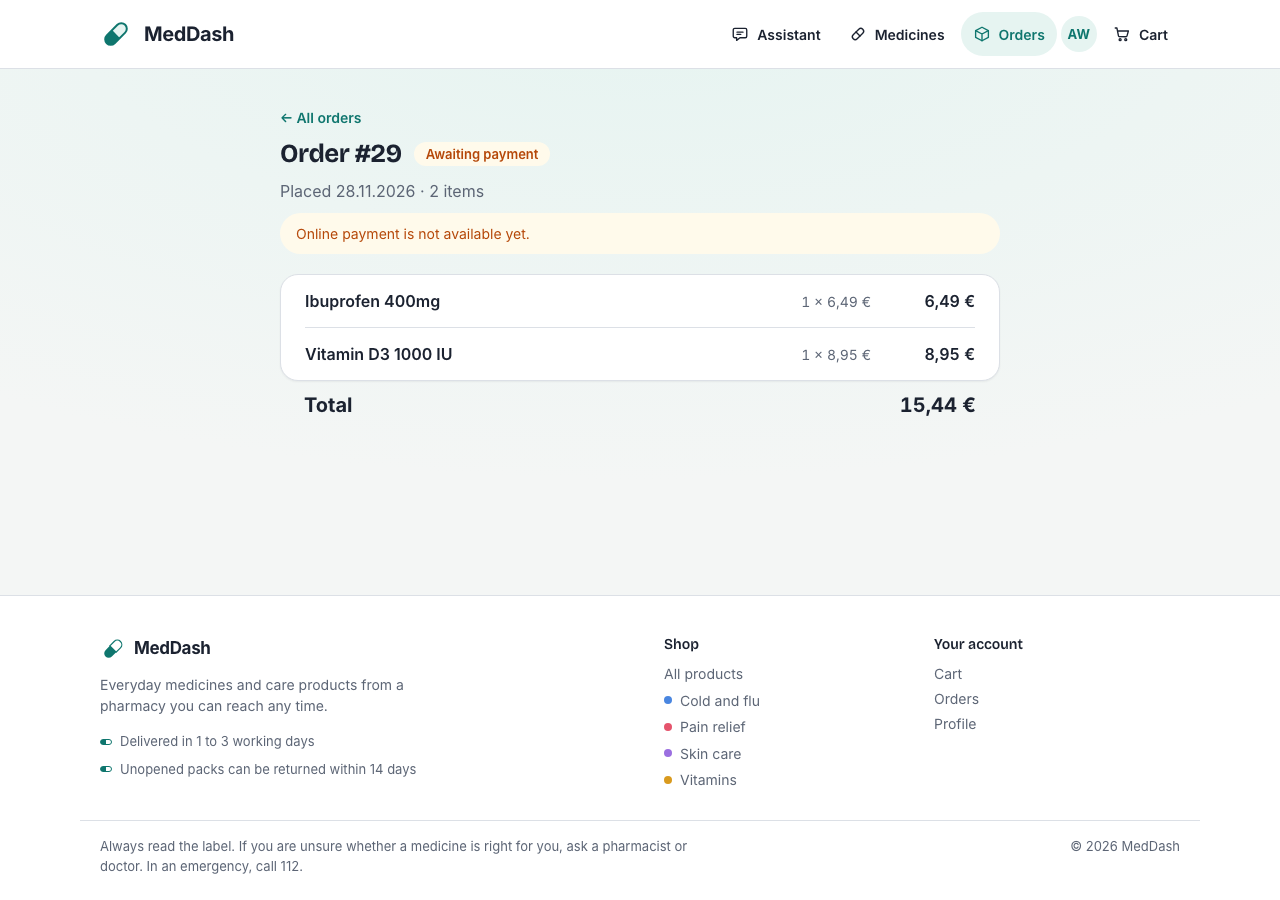 MedDash
Assistant
Medicines
Orders
AW
Cart
← All orders
Order #29
Awaiting payment
Placed 28.11.2026 · 2 items
Online payment is not available yet.
Ibuprofen 400mg 1 × 6,49 € 6,49 €
Vitamin D3 1000 IU 1 × 8,95 € 8,95 €
Total 15,44 €
MedDash
Everyday medicines and care products from a
pharmacy you can reach any time.
Delivered in 1 to 3 working days
Unopened packs can be returned within 14 days
Shop
All products
Cold and flu
Pain relief
Skin care
Vitamins
Your account
Cart
Orders
Profile
Always read the label. If you are unsure whether a medicine is right for you, ask a pharmacist or
doctor. In an emergency, call 112.
© 2026 MedDash